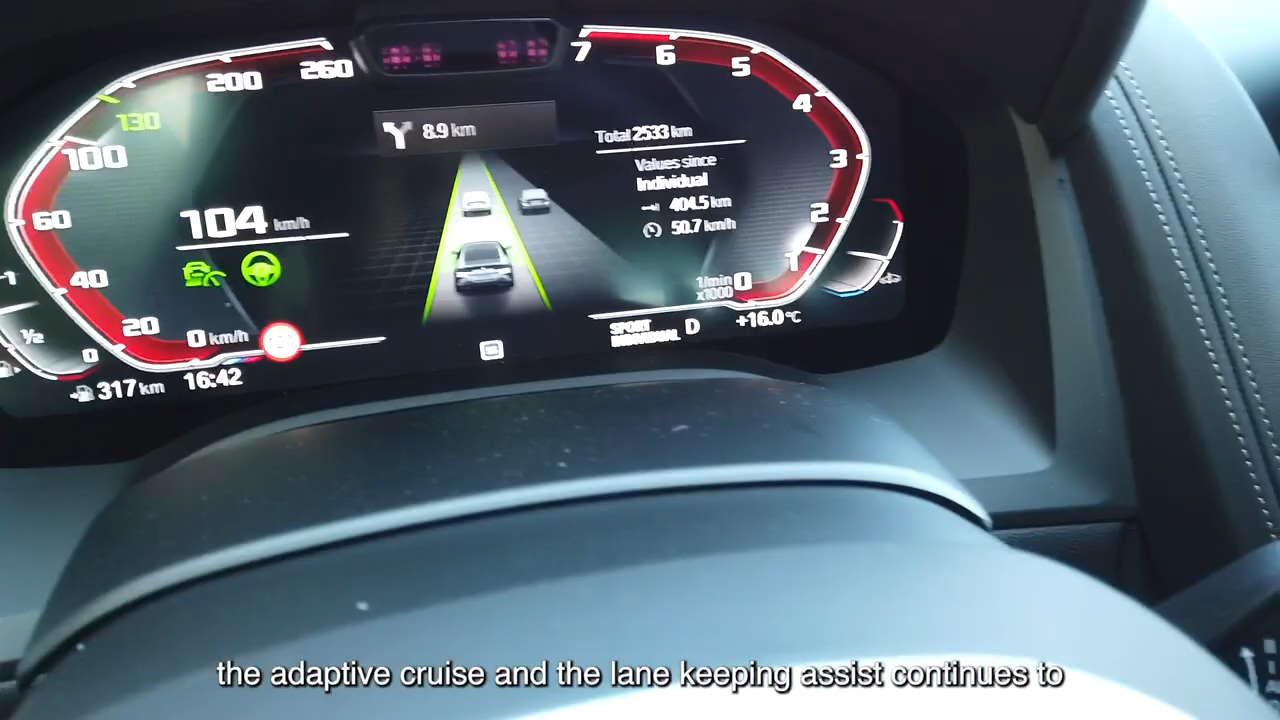 200
260
130
100
60
40
20
104 km/h
0 km/h
-1
1/2
0
317 km
16:42
8.9 km
Total 2533 km
Values since
Individual
404.5 km
50.7 km/h
7
6
5
4
3
2
1
0
1/min
x1000
SPORT
INDIVIDUAL
D
+16.0°C
the adaptive cruise and the lane keeping assist continues to